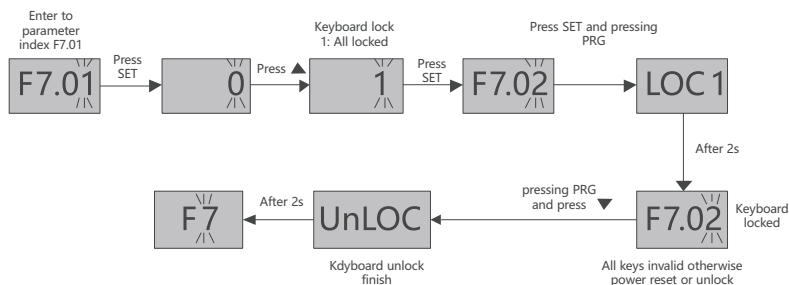 Enter to
parameter
index F7.01
Press
SET
Press
Keyboard lock
1: All locked
Press
SET
Press SET and pressing
PRG
F7.01
0
1
F7.02
LOC 1
After 2s
F7
After 2s
UnLOC
pressing PRG
and press
F7.02
Keyboard
locked
Kdyboard unlock
finish
All keys invalid otherwise
power reset or unlock